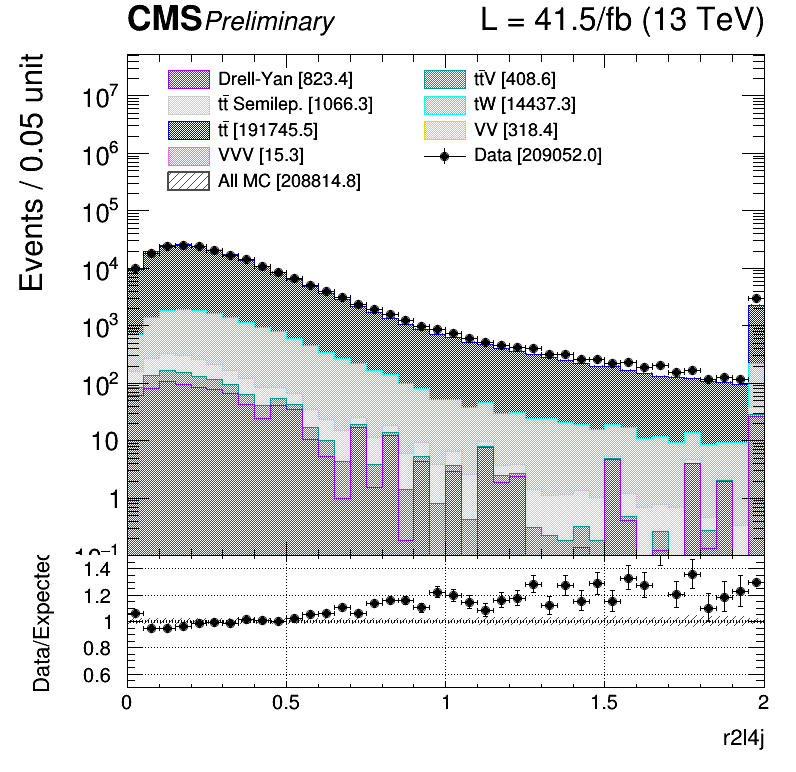 CMS Preliminary L = 41.5/fb (13 TeV)
Events / 0.05 unit
Drell-Yan [823.4]
tt̄ Semilep. [1066.3]
tt̄ [191745.5]
VVV [15.3]
All MC [208814.8]
tt̄V [408.6]
tW [14437.3]
VV [318.4]
Data [209052.0]
10⁷
10⁶
10⁵
10⁴
10³
10²
10
1
10⁻¹
Data/Expected
1.4
1.2
1
0.8
0.6
0 0.5 1 1.5 2
r2l4j